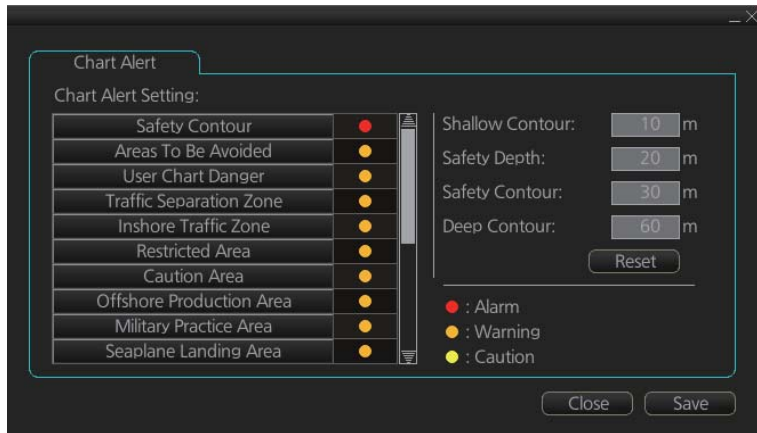 Chart Alert
Chart Alert Setting:
Safety Contour
Areas To Be Avoided
User Chart Danger
Traffic Separation Zone
Inshore Traffic Zone
Restricted Area
Caution Area
Offshore Production Area
Military Practice Area
Seaplane Landing Area
Shallow Contour: 10 m
Safety Depth: 20 m
Safety Contour: 30 m
Deep Contour: 60 m
Reset
: Alarm
: Warning
: Caution
Close Save